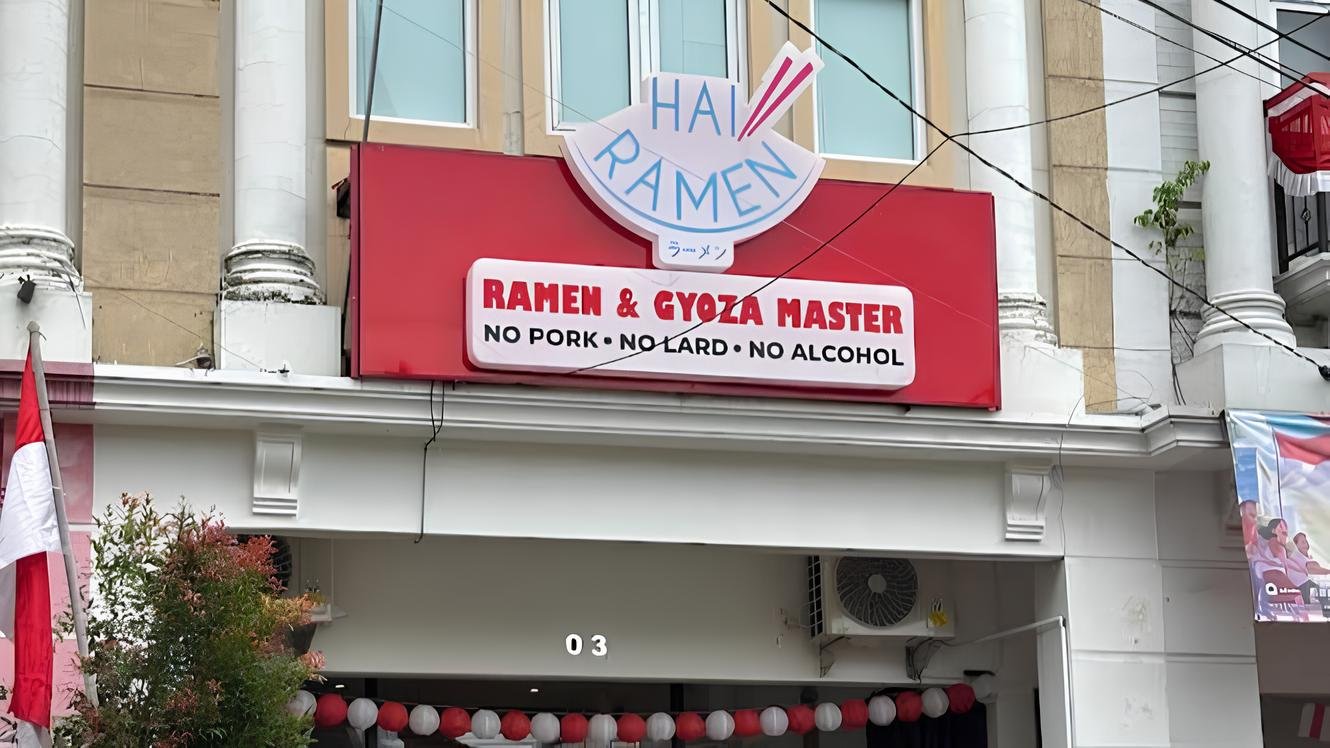 HAI
RAMEN
RAMEN & GYOZA MASTER
NO PORK • NO LARD • NO ALCOHOL
03